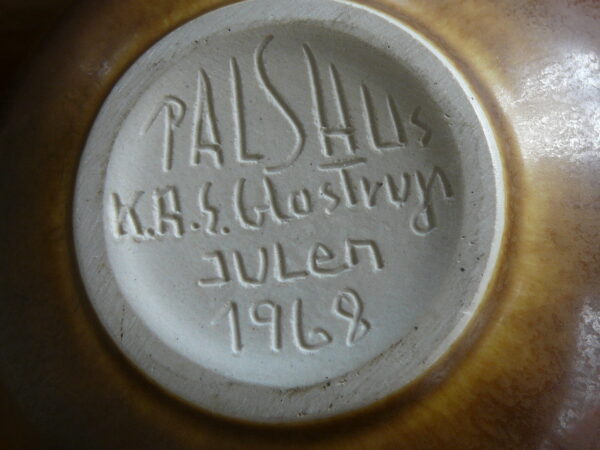 PALSHUS
K.A.S. Glostrup
JULEN
1968